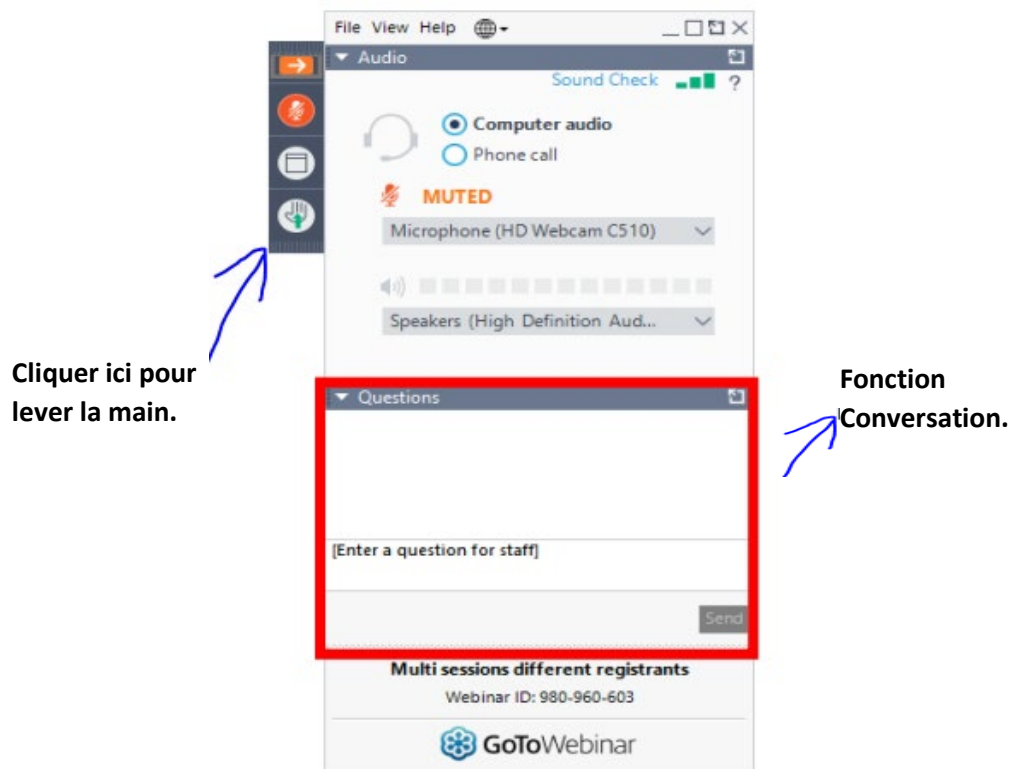 File View Help
Audio
Sound Check ?
Computer audio
Phone call
MUTED
Microphone (HD Webcam C510)
Speakers (High Definition Aud...
Cliquer ici pour
lever la main.
Questions
Fonction
Conversation.
[Enter a question for staff]
Send
Multi sessions different registrants
Webinar ID: 980-960-603
GoToWebinar